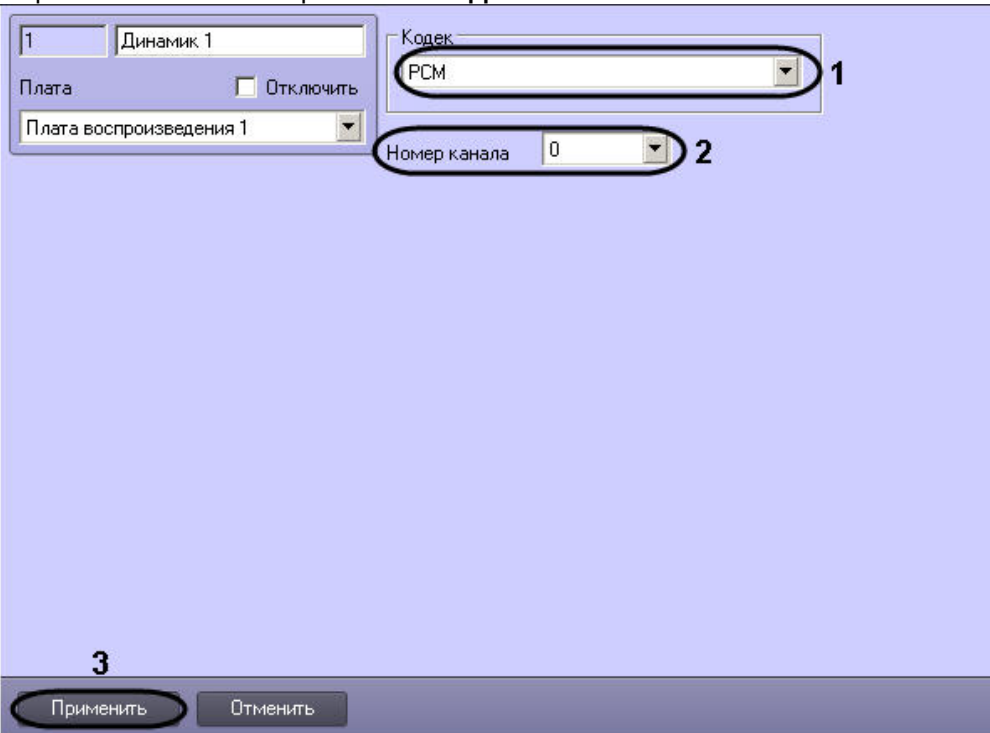 1
Динамик 1
Плата
Отключить
Плата воспроизведения 1
Кодек
PCM
1
Номер канала
0
2
3
Применить
Отменить